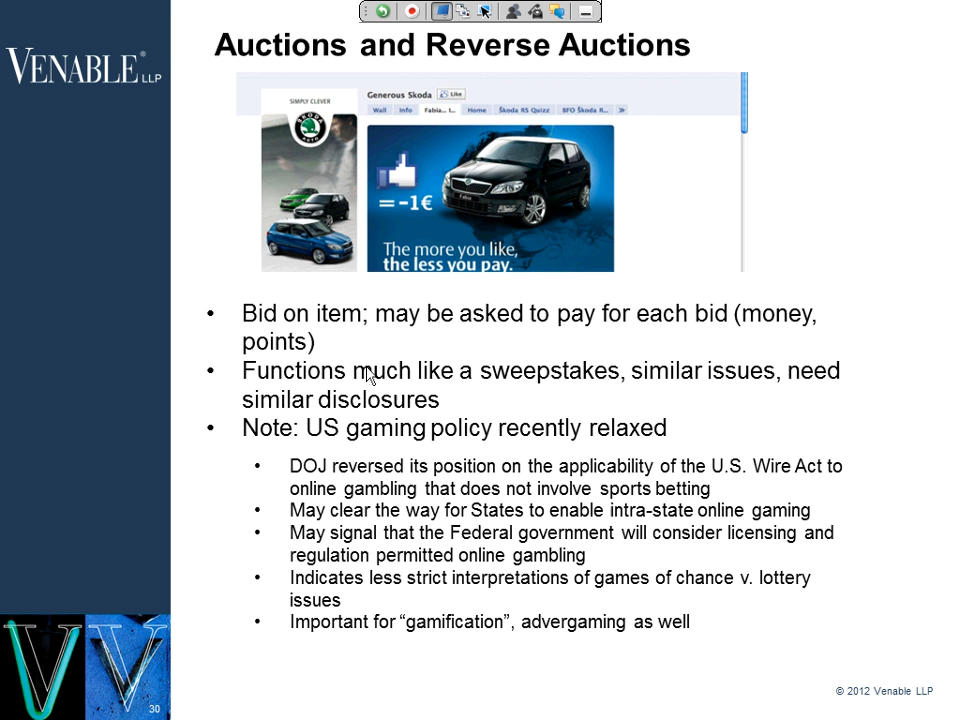 Auctions and Reverse Auctions
VENABLE® LLP
Generous Skoda Like
SIMPLY CLEVER
Wall Info Fabia... I... Home Škoda RS Quizz BFO Škoda R... »
= -1€
The more you like,
the less you pay.
• Bid on item; may be asked to pay for each bid (money,
points)
• Functions much like a sweepstakes, similar issues, need
similar disclosures
• Note: US gaming policy recently relaxed
• DOJ reversed its position on the applicability of the U.S. Wire Act to
online gambling that does not involve sports betting
• May clear the way for States to enable intra-state online gaming
• May signal that the Federal government will consider licensing and
regulation permitted online gambling
• Indicates less strict interpretations of games of chance v. lottery
issues
• Important for “gamification”, advergaming as well
30
© 2012 Venable LLP